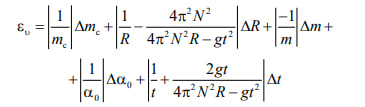 ε_υ = |1/m_c| Δm_c + |1/R − 4π²N²/(4π²N²R − gt²)| ΔR + |−1/m| Δm +
+ |1/α₀| Δα₀ + |1/t + 2gt/(4π²N²R − gt²)| Δt